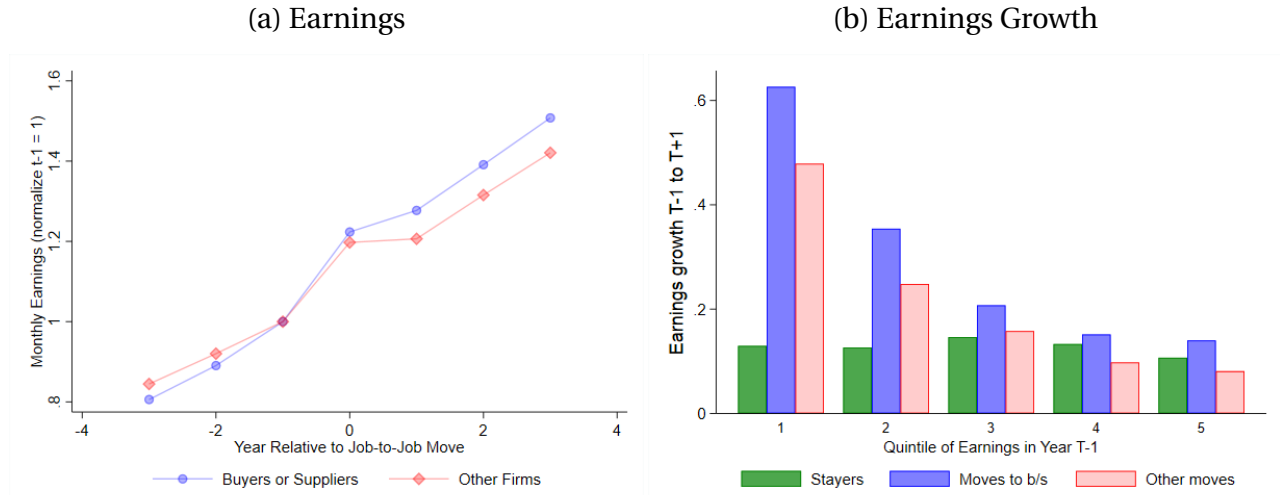 (a) Earnings
(b) Earnings Growth
Monthly Earnings (normalize t-1 = 1)
1.6
1.4
1.2
1
.8
-4
-2
0
2
4
Year Relative to Job-to-Job Move
Buyers or Suppliers
Other Firms
Earnings growth T-1 to T+1
.6
.4
.2
0
1
2
3
4
5
Quintile of Earnings in Year T-1
Stayers
Moves to b/s
Other moves